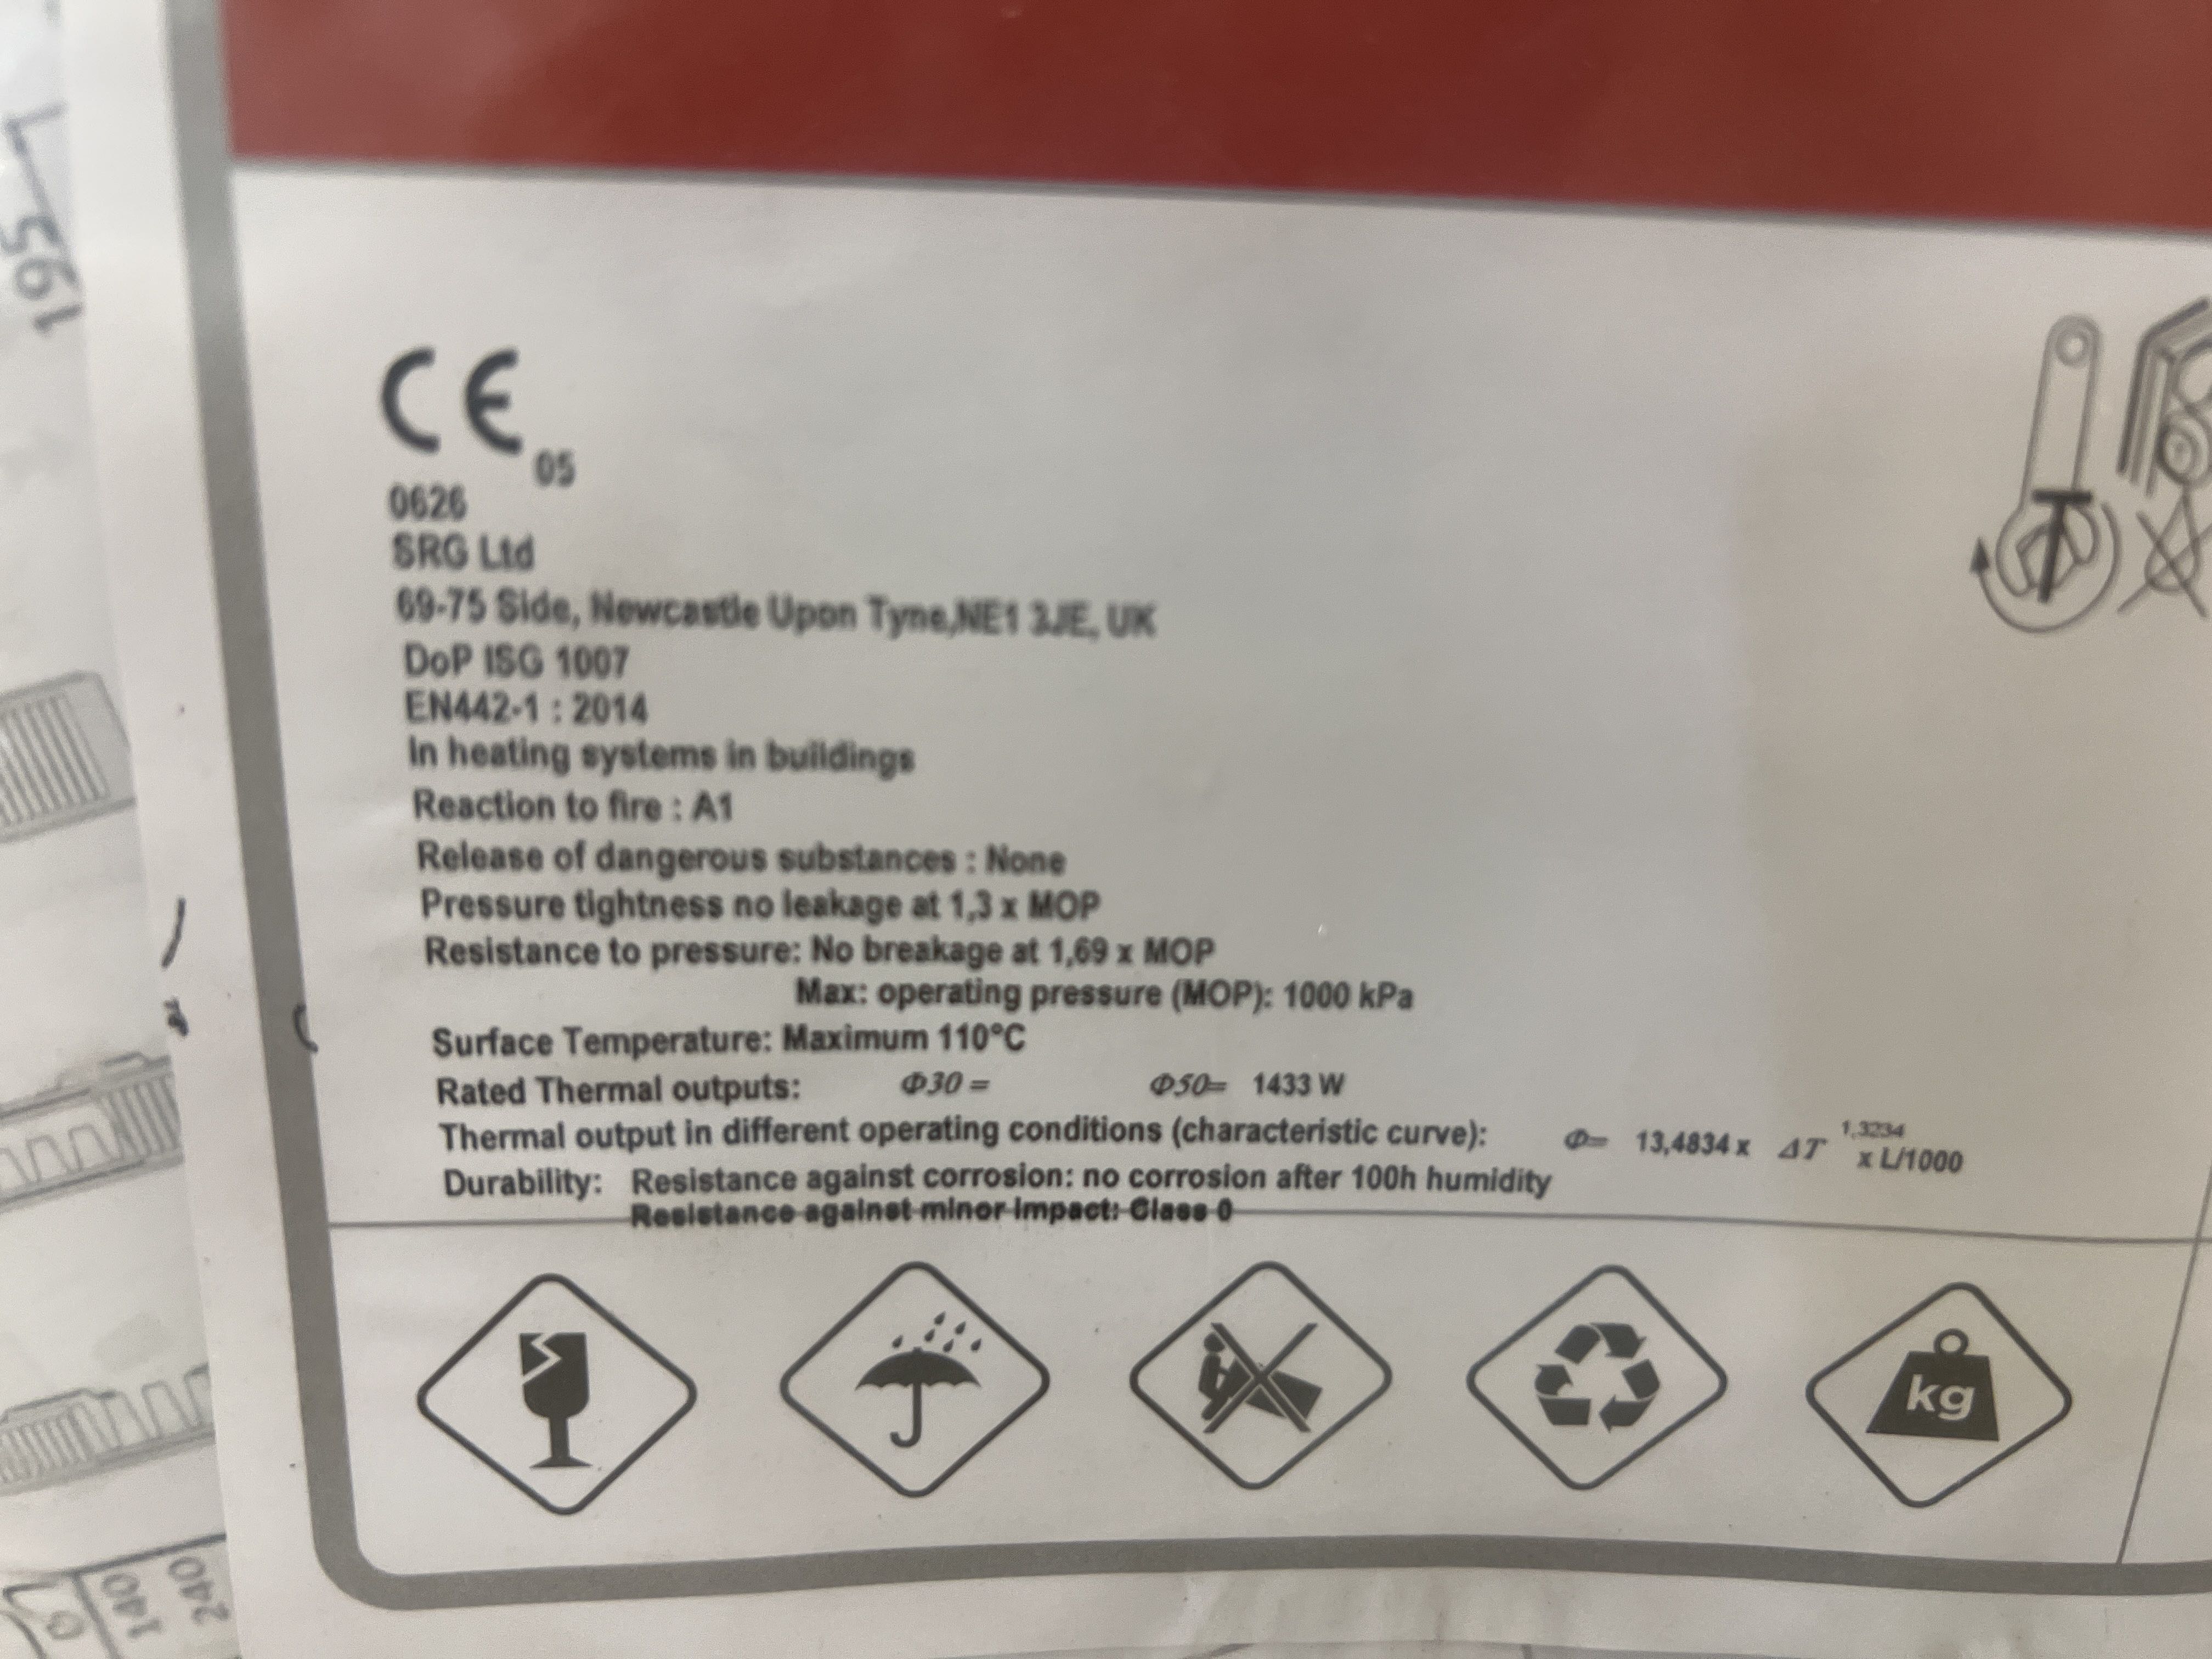 195
CE 05
0626
SRG Ltd
69-75 Side, Newcastle Upon Tyne,NE1 3JE, UK
DoP ISG 1007
EN442-1 : 2014
In heating systems in buildings
Reaction to fire : A1
Release of dangerous substances : None
Pressure tightness no leakage at 1,3 x MOP
Resistance to pressure: No breakage at 1,69 x MOP
Max: operating pressure (MOP): 1000 kPa
Surface Temperature: Maximum 110°C
Rated Thermal outputs: Φ30 = Φ50= 1433 W
Thermal output in different operating conditions (characteristic curve): Φ= 13,4834 x ΔT 1,3234 x L/1000
Durability: Resistance against corrosion: no corrosion after 100h humidity
Resistance against minor impact: Class 0
kg
240
140